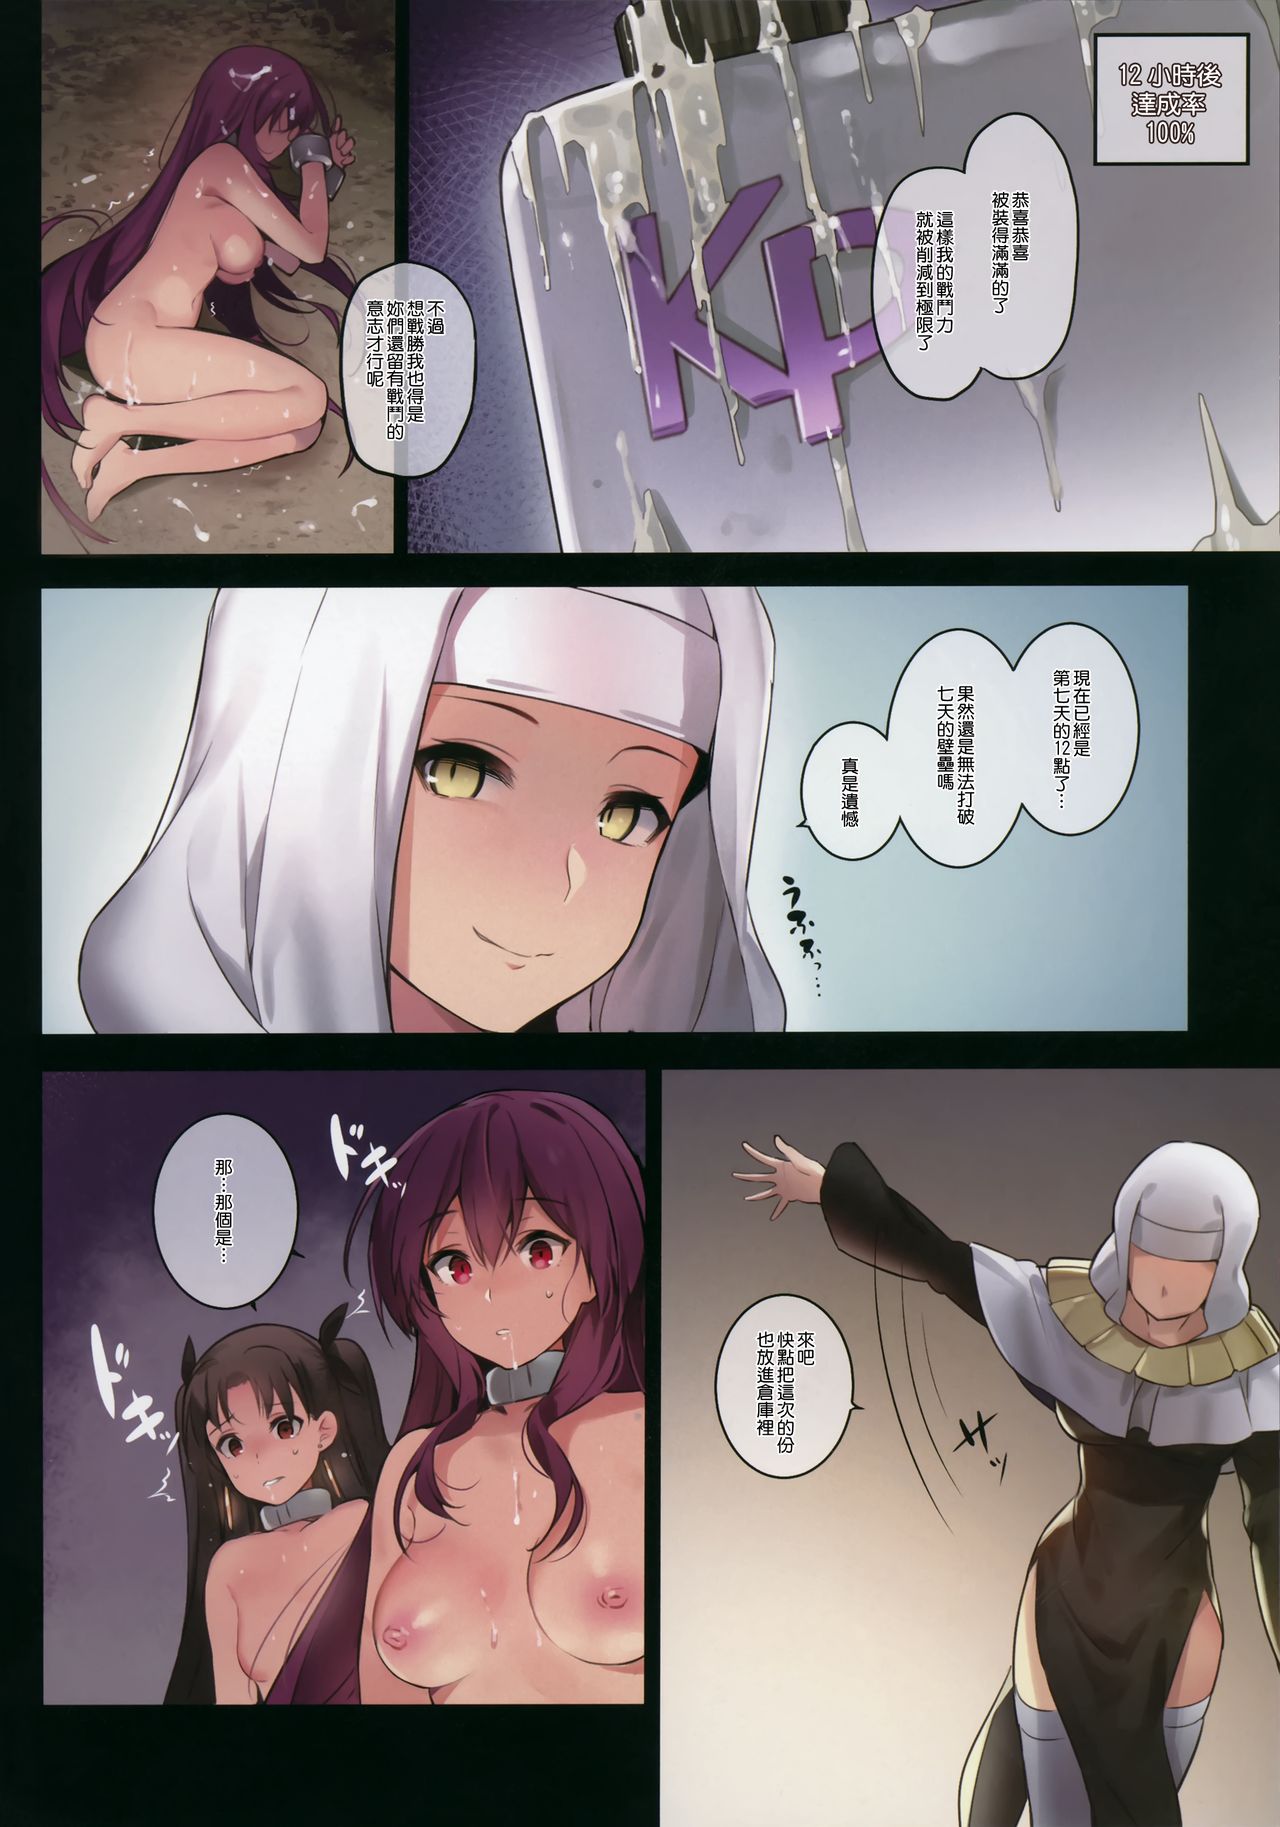 12 小時後
達成率
100%
恭喜恭喜
被裝得滿滿的了
這樣我的戰鬥力
就被削減到極限了
KP
不過
想戰勝我也得是
妳們還留有戰鬥的
意志才行呢
現在已經是
第七天的12點了…
果然還是無法打破
七天的壁壘嗎
真是遺憾
うふふっ…
來吧
快點把這次的份
也放進倉庫裡
サッ
那…那個是…
ドキッ
ドキッ